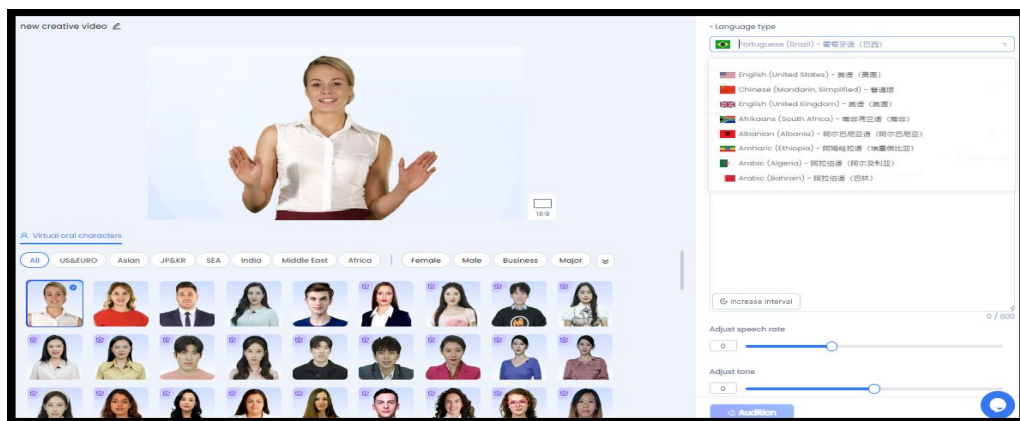 new creative video
16:9
Virtual oral characters
All US&EURO Asian JP&KR SEA India Middle East Africa Female Male Business Major
- Language type
Portuguese (Brazil) - 葡萄牙语 (巴西)
English (United States) - 英语 (美国)
Chinese (Mandarin, Simplified) - 普通话
English (United Kingdom) - 英语 (英国)
Afrikaans (South Africa) - 南非荷兰语 (南非)
Albanian (Albania) - 阿尔巴尼亚语 (阿尔巴尼亚)
Amharic (Ethiopia) - 阿姆哈拉语 (埃塞俄比亚)
Arabic (Algeria) - 阿拉伯语 (阿尔及利亚)
Arabic (Bahrain) - 阿拉伯语 (巴林)
Increase interval
0 / 800
Adjust speech rate
0
Adjust tone
0
Audition